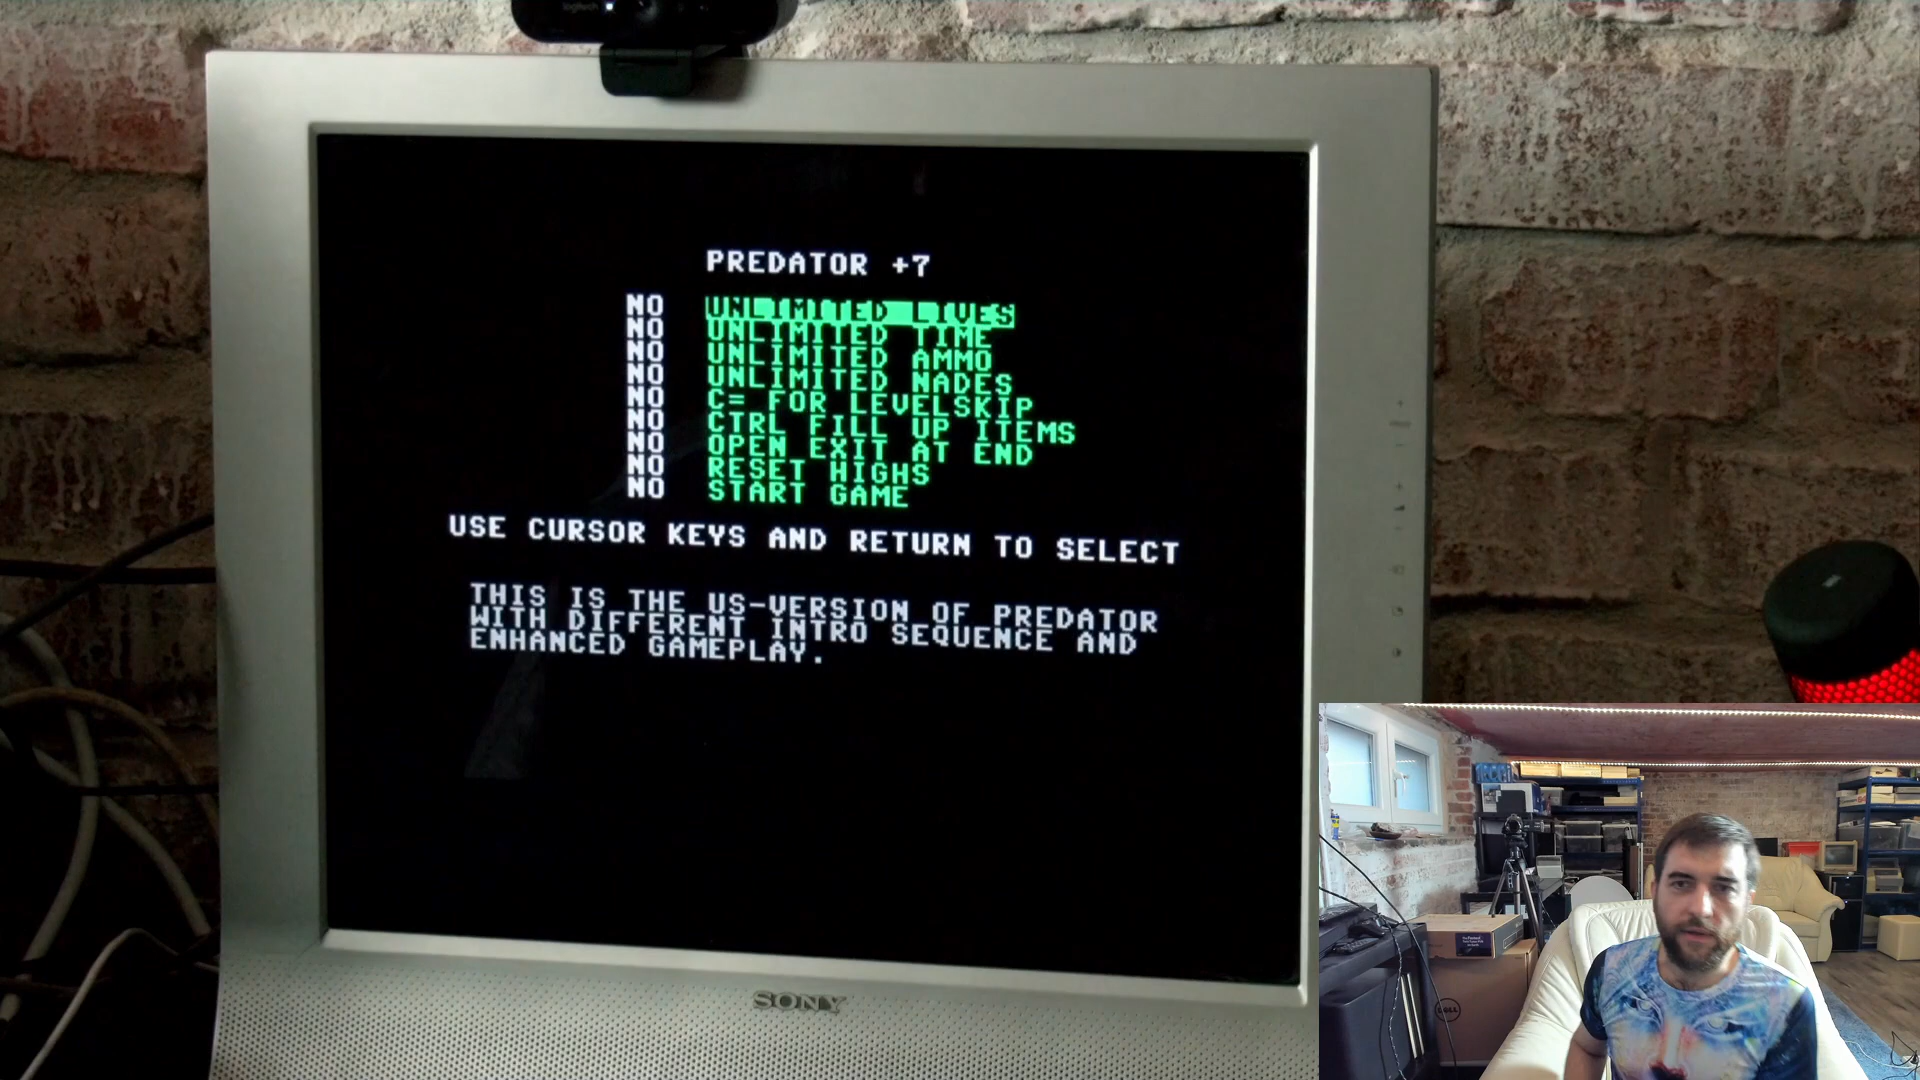 logitech
PREDATOR +7
NO UNLIMITED LIVES
NO UNLIMITED TIME
NO UNLIMITED AMMO
NO UNLIMITED NADES
NO C= FOR LEVELSKIP
NO CTRL FILL UP ITEMS
NO OPEN EXIT AT END
NO RESET HIGHS
NO START GAME
USE CURSOR KEYS AND RETURN TO SELECT
THIS IS THE US-VERSION OF PREDATOR
WITH DIFFERENT INTRO SEQUENCE AND
ENHANCED GAMEPLAY.
SONY
DELL